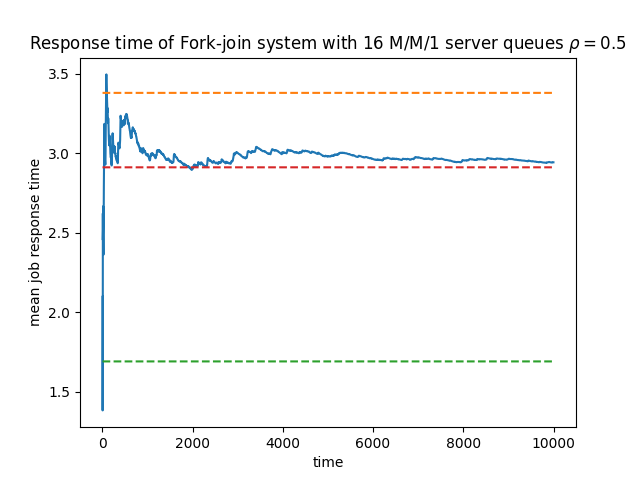 Response time of Fork-join system with 16 M/M/1 server queues ρ = 0.5
3.5
3.0
2.5
2.0
1.5
mean job response time
0 2000 4000 6000 8000 10000
time